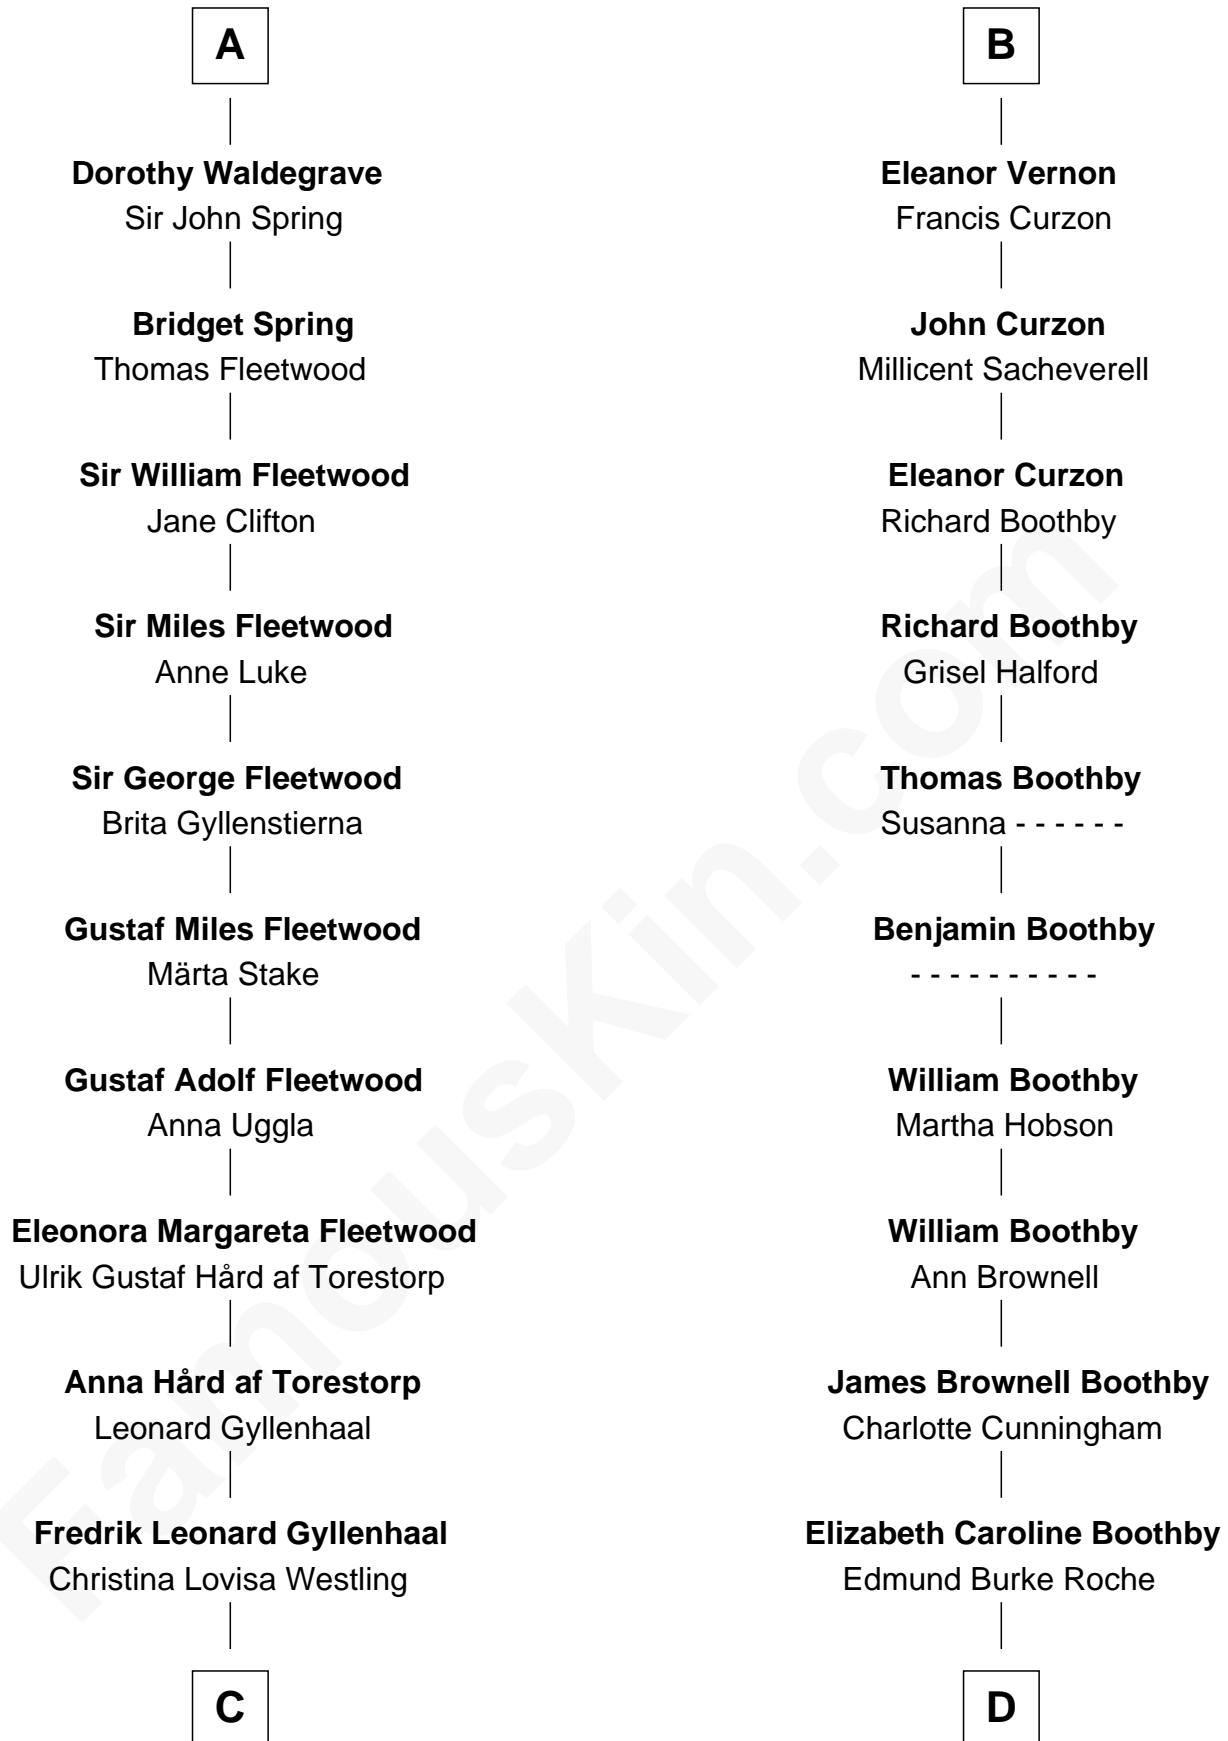 A
Dorothy Waldegrave
Sir John Spring
Bridget Spring
Thomas Fleetwood
Sir William Fleetwood
Jane Clifton
Sir Miles Fleetwood
Anne Luke
Sir George Fleetwood
Brita Gyllenstierna
Gustaf Miles Fleetwood
Märta Stake
Gustaf Adolf Fleetwood
Anna Uggla
Eleonora Margareta Fleetwood
Ulrik Gustaf Hård af Torestorp
Anna Hård af Torestorp
Leonard Gyllenhaal
Fredrik Leonard Gyllenhaal
Christina Lovisa Westling
C
B
Eleanor Vernon
Francis Curzon
John Curzon
Millicent Sacheverell
Eleanor Curzon
Richard Boothby
Richard Boothby
Grisel Halford
Thomas Boothby
Susanna - - - - - -
Benjamin Boothby
- - - - - - - - - -
William Boothby
Martha Hobson
William Boothby
Ann Brownell
James Brownell Boothby
Charlotte Cunningham
Elizabeth Caroline Boothby
Edmund Burke Roche
D
FamousKin.com